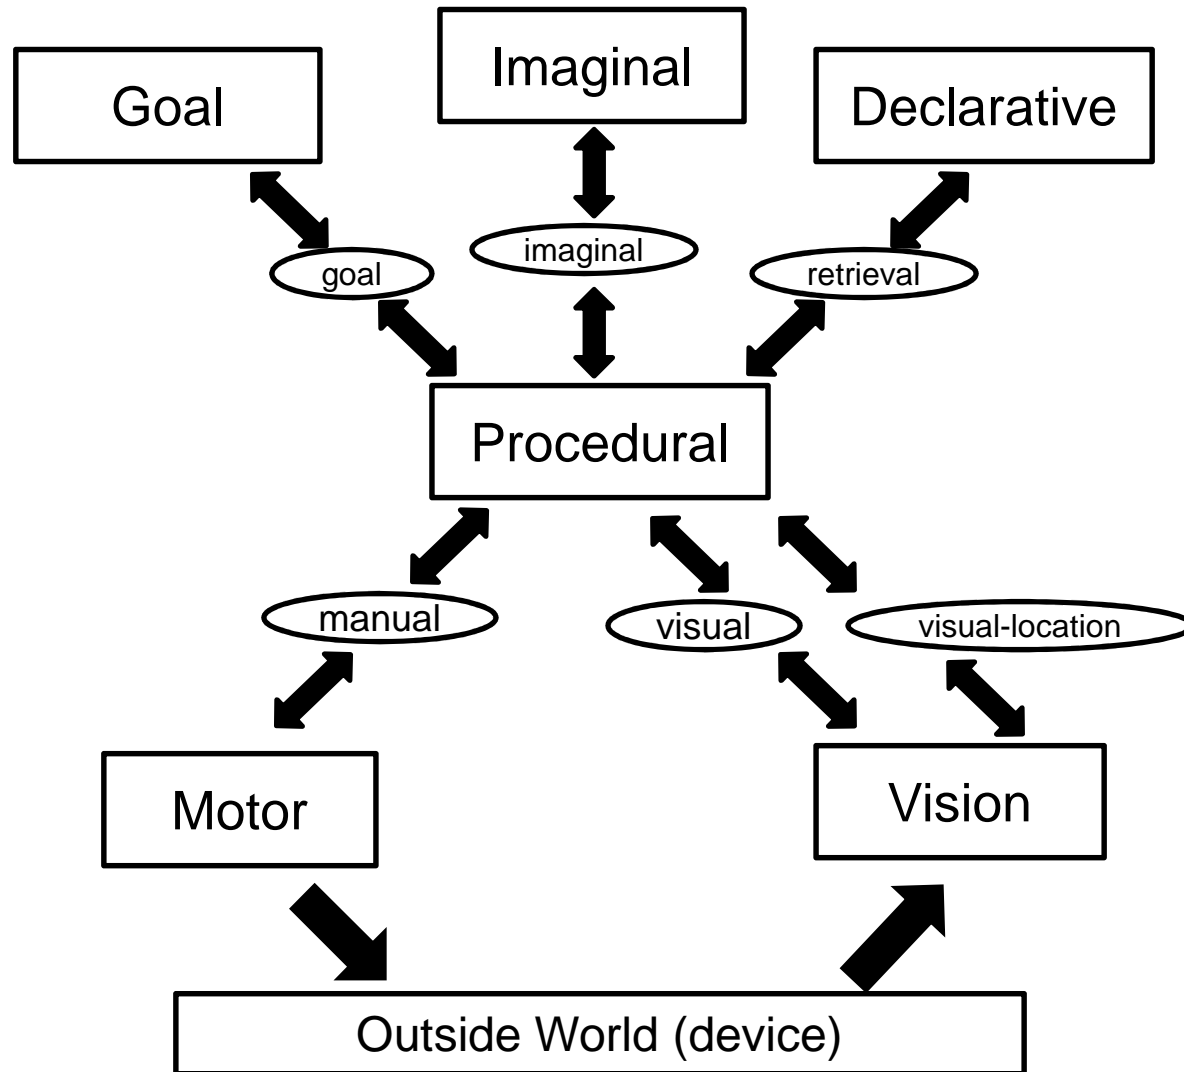 Goal
Imaginal
Declarative
goal
imaginal
retrieval
Procedural
manual
visual
visual-location
Motor
Vision
Outside World (device)